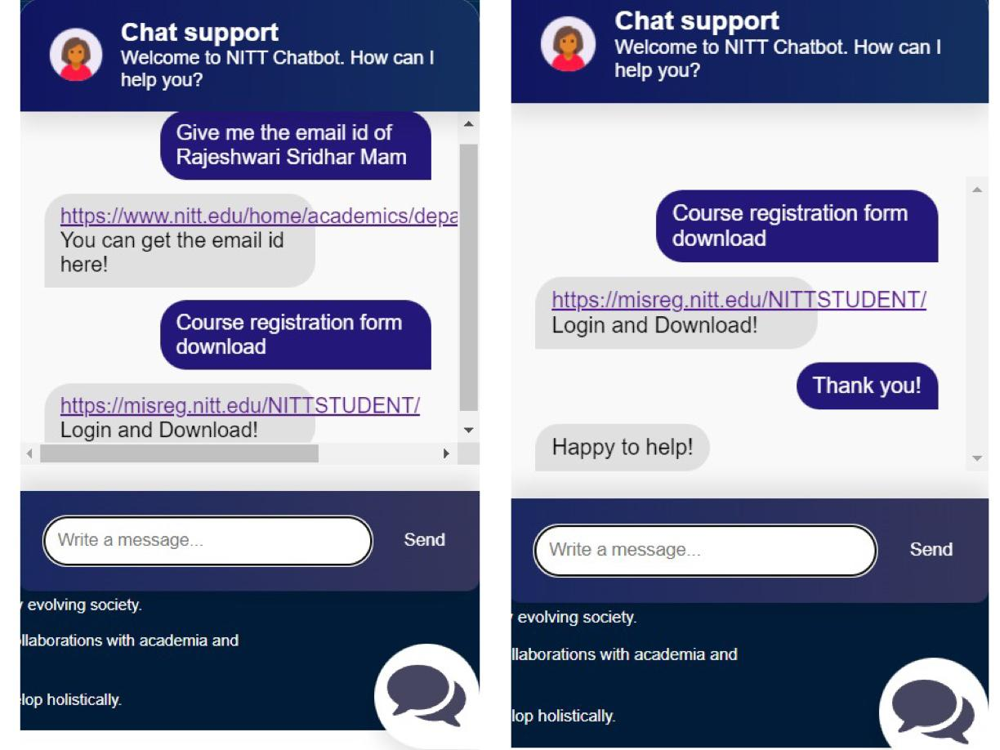 Chat support
Welcome to NITT Chatbot. How can I
help you?
Give me the email id of
Rajeshwari Sridhar Mam
https://www.nitt.edu/home/academics/depa
You can get the email id
here!
Course registration form
download
https://misreg.nitt.edu/NITTSTUDENT/
Login and Download!
Write a message...
Send
evolving society.
llaborations with academia and
lop holistically.
Chat support
Welcome to NITT Chatbot. How can I
help you?
Course registration form
download
https://misreg.nitt.edu/NITTSTUDENT/
Login and Download!
Thank you!
Happy to help!
Write a message...
Send
evolving society.
llaborations with academia and
lop holistically.